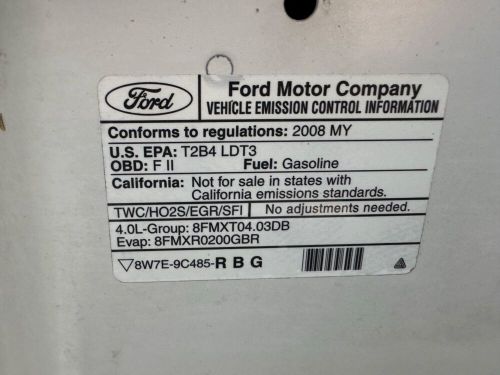 Ford
Ford Motor Company
VEHICLE EMISSION CONTROL INFORMATION
Conforms to regulations: 2008 MY
U.S. EPA: T2B4 LDT3
OBD: F II Fuel: Gasoline
California: Not for sale in states with
California emissions standards.
TWC/HO2S/EGR/SFI No adjustments needed.
4.0L-Group: 8FMXT04.03DB
Evap: 8FMXR0200GBR
8W7E-9C485-R B G